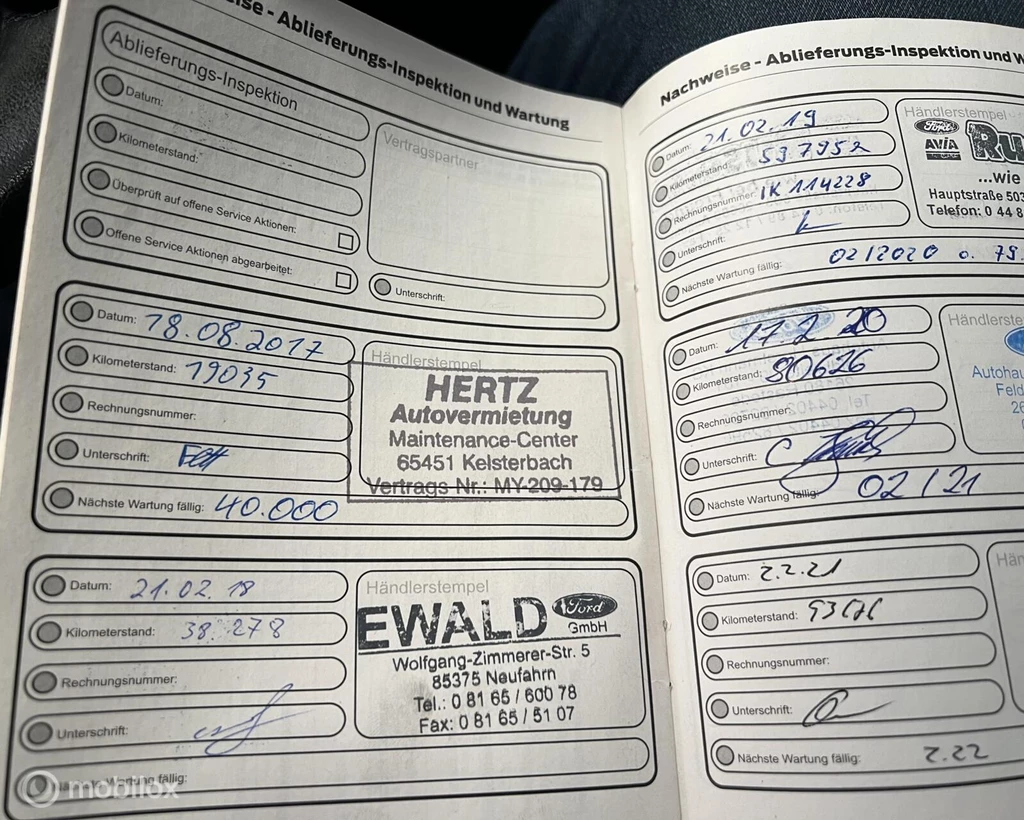 ise - Ablieferungs-Inspektion und Wartung
Ablieferungs-Inspektion
Datum:
Kilometerstand:
Überprüft auf offene Service Aktionen:
Offene Service Aktionen abgearbeitet:
Vertragspartner
Unterschrift:
Datum: 18.08.2017
Kilometerstand: 19035
Rechnungsnummer:
Unterschrift:
Nächste Wartung fällig: 40.000
Händlerstempel
HERTZ
Autovermietung
Maintenance-Center
65451 Kelsterbach
Vertrags Nr.: MY-209-179
Datum: 21.02.18
Kilometerstand: 38.278
Rechnungsnummer:
Unterschrift:
Nächste Wartung fällig:
Händlerstempel
EWALD Ford
GmbH
Wolfgang-Zimmerer-Str. 5
85375 Neufahrn
Tel.: 0 81 65 / 600 78
Fax: 0 81 65 / 51 07
Nachweise - Ablieferungs-Inspektion und W
Datum: 21.02.19
Kilometerstand: 537952
Rechnungsnummer: IK 114228
Unterschrift:
Nächste Wartung fällig: 02/2020 o. 75.
Händlerstempel
Ford
AVIA
RU
...wie
Hauptstraße 503
Telefon: 0 44 8
Datum: 17.2.20
Kilometerstand: 80626
Rechnungsnummer:
Unterschrift:
Nächste Wartung fällig: 02/21
Händlerste
Autohau
Feld
26
Datum: 2.2.21
Kilometerstand:
Rechnungsnummer:
Unterschrift:
Nächste Wartung fällig: 2.22
Hän
mobilox